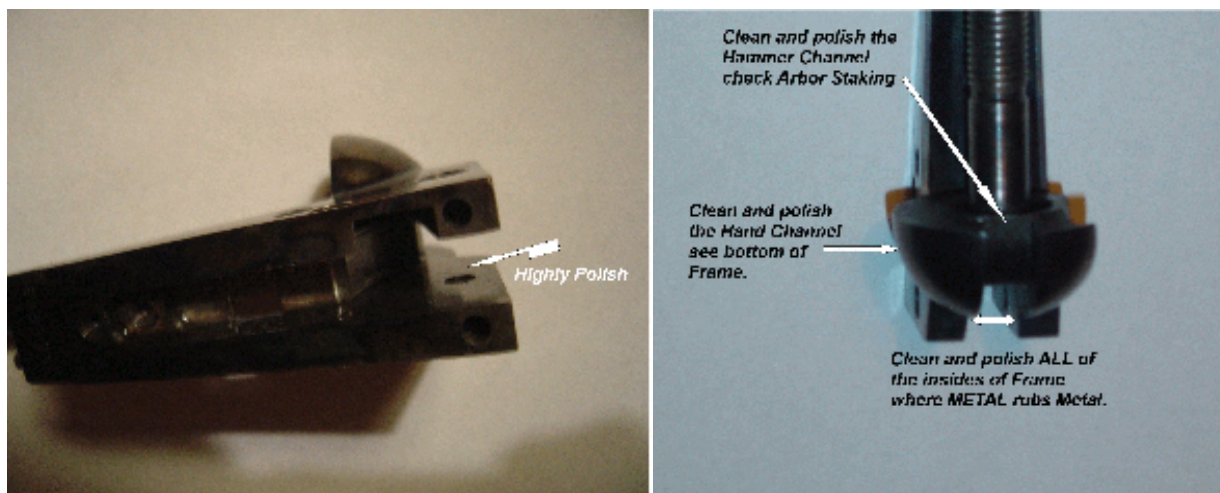 Highly Polish
Clean and polish the
Hammer Channel
check Arbor Staking
Clean and polish
the Hand Channel
see bottom of
Frame.
Clean and polish ALL of
the insides of Frame
where METAL rubs Metal.